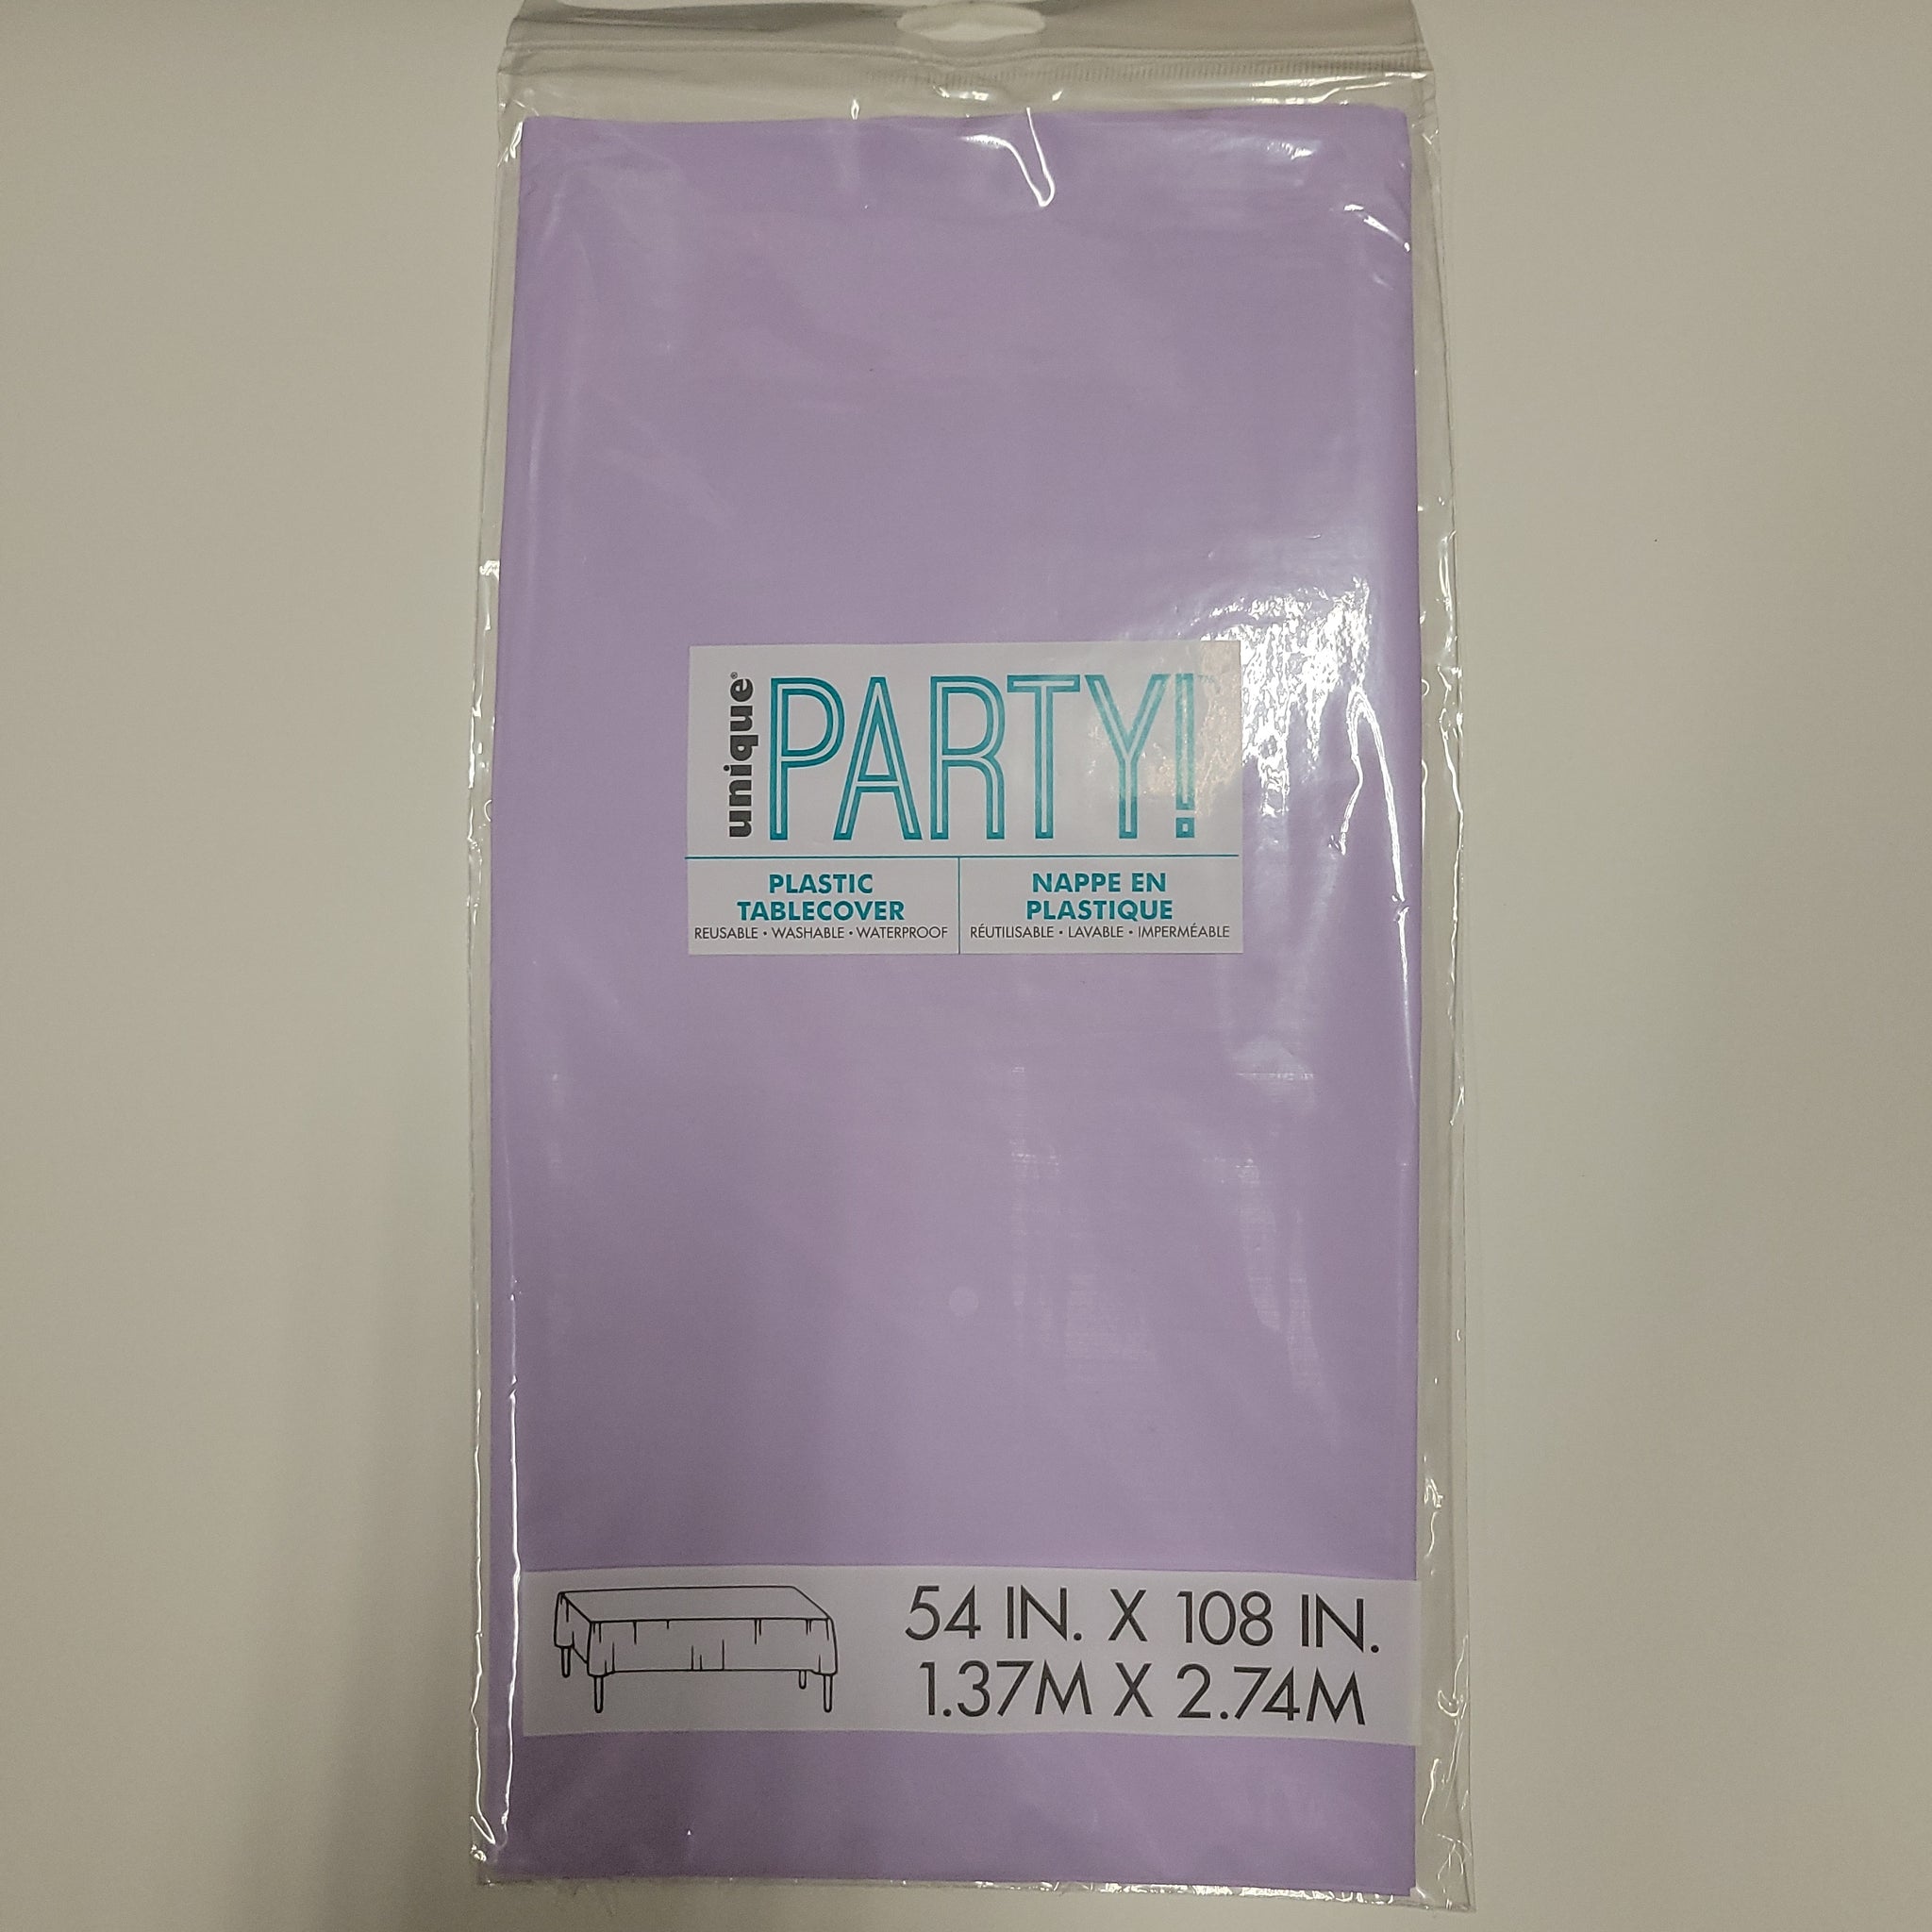 unique® PARTY!™
PLASTIC
TABLECOVER
REUSABLE • WASHABLE • WATERPROOF
NAPPE EN
PLASTIQUE
RÉUTILISABLE • LAVABLE • IMPERMÉABLE
54 IN. X 108 IN.
1.37M X 2.74M